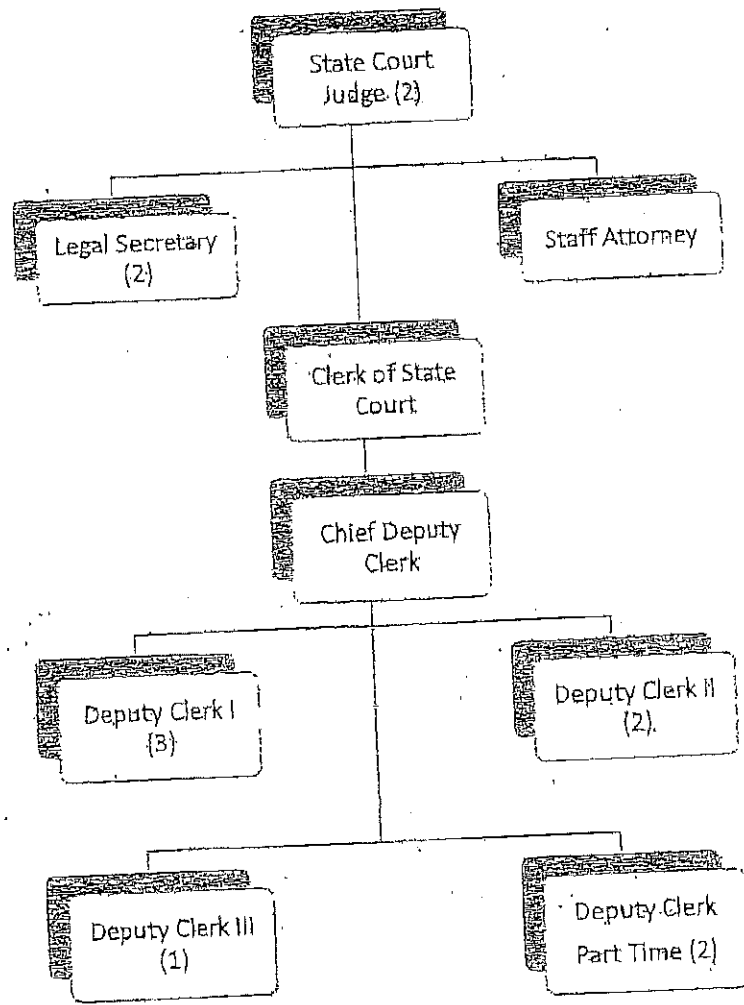 State Court
Judge (2)
Legal Secretary
(2)
Staff Attorney
Clerk of State
Court
Chief Deputy
Clerk
Deputy Clerk I
(3)
Deputy Clerk II
(2)
Deputy Clerk III
(1)
Deputy Clerk
Part Time (2)